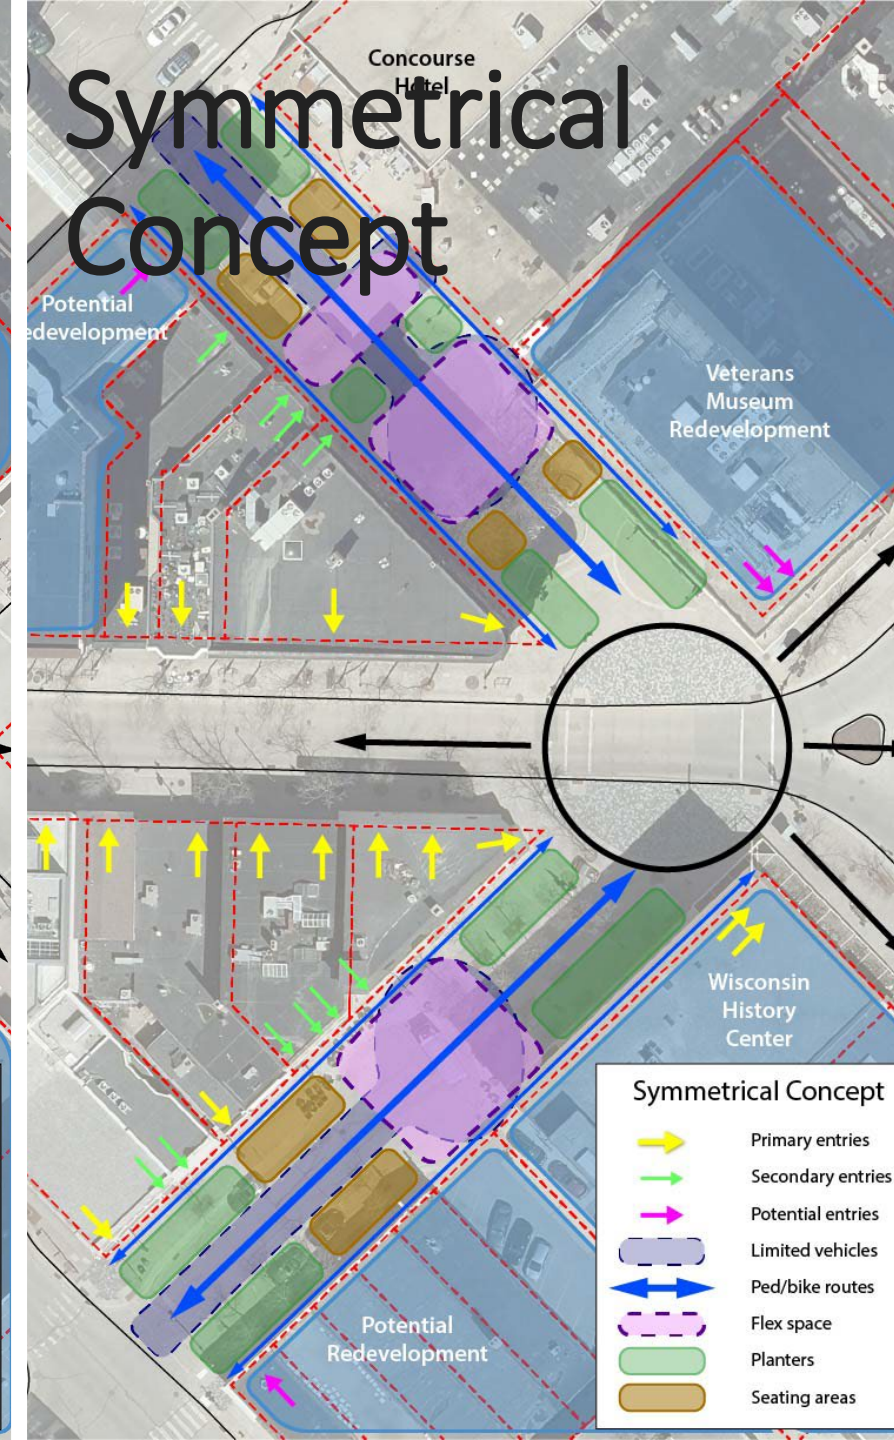 Concourse
Hotel
Symmetrical
Concept
Potential
edevelopment
Veterans
Museum
Redevelopment
Wisconsin
History
Center
Potential
Redevelopment
Symmetrical Concept
Primary entries
Secondary entries
Potential entries
Limited vehicles
Ped/bike routes
Flex space
Planters
Seating areas